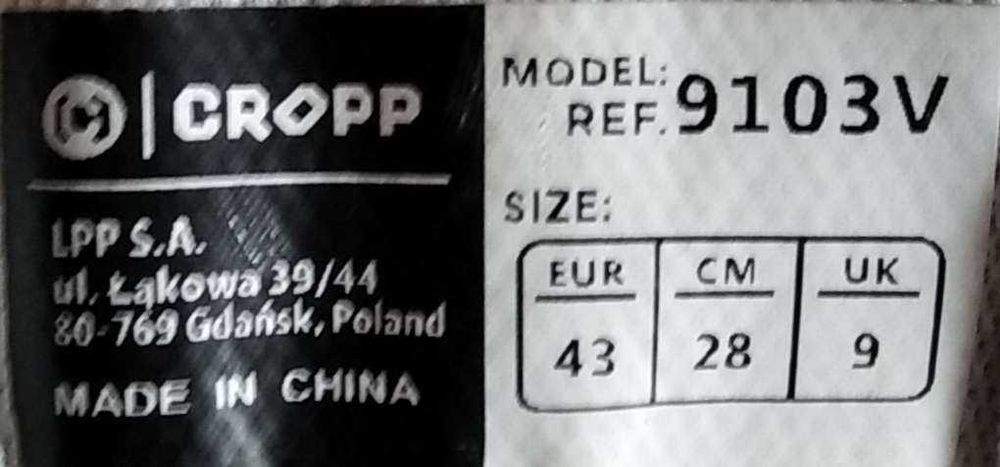 CROPP
LPP S.A.
ul. Łąkowa 39/44
80-769 Gdańsk, Poland
MADE IN CHINA
MODEL:
REF. 9103V
SIZE:
EUR CM UK
43 28 9